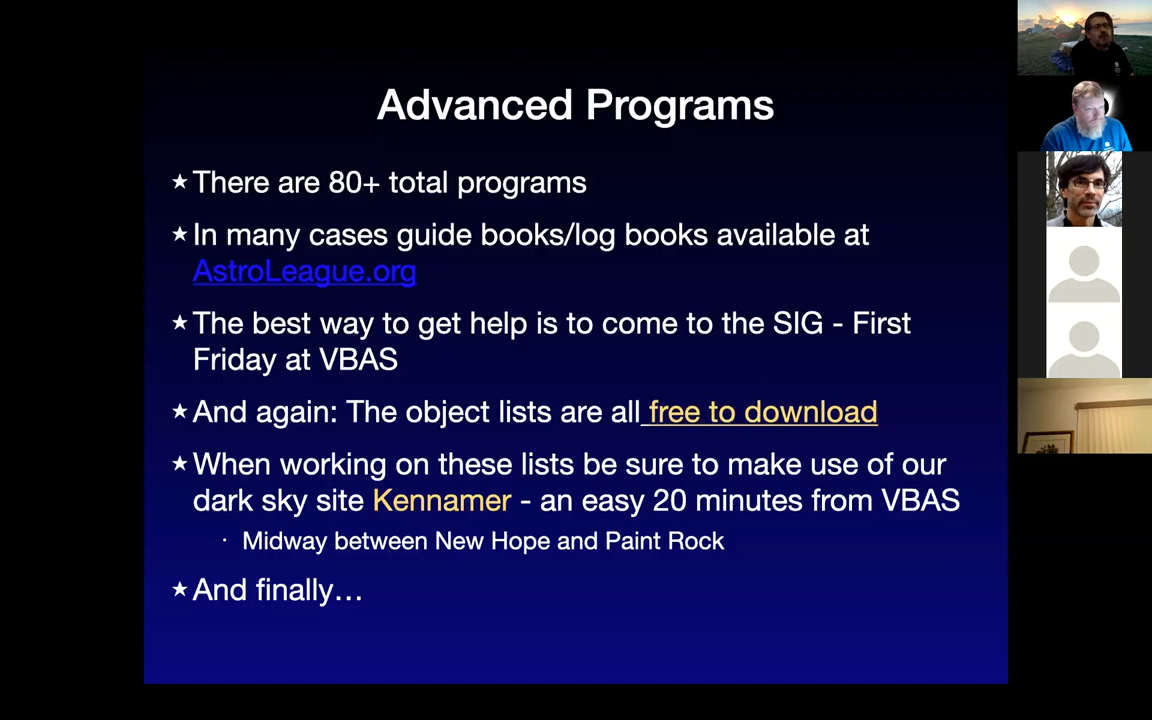 Advanced Programs
★There are 80+ total programs
★In many cases guide books/log books available at
AstroLeague.org
★The best way to get help is to come to the SIG - First
Friday at VBAS
★And again: The object lists are all free to download
★When working on these lists be sure to make use of our
dark sky site Kennamer - an easy 20 minutes from VBAS
· Midway between New Hope and Paint Rock
★And finally…